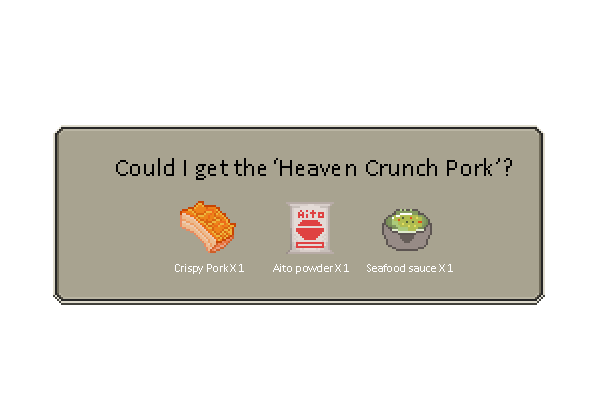 Could I get the ‘Heaven Crunch Pork’?
Aito
Crispy Pork X 1
Aito powder X 1
Seafood sauce X 1